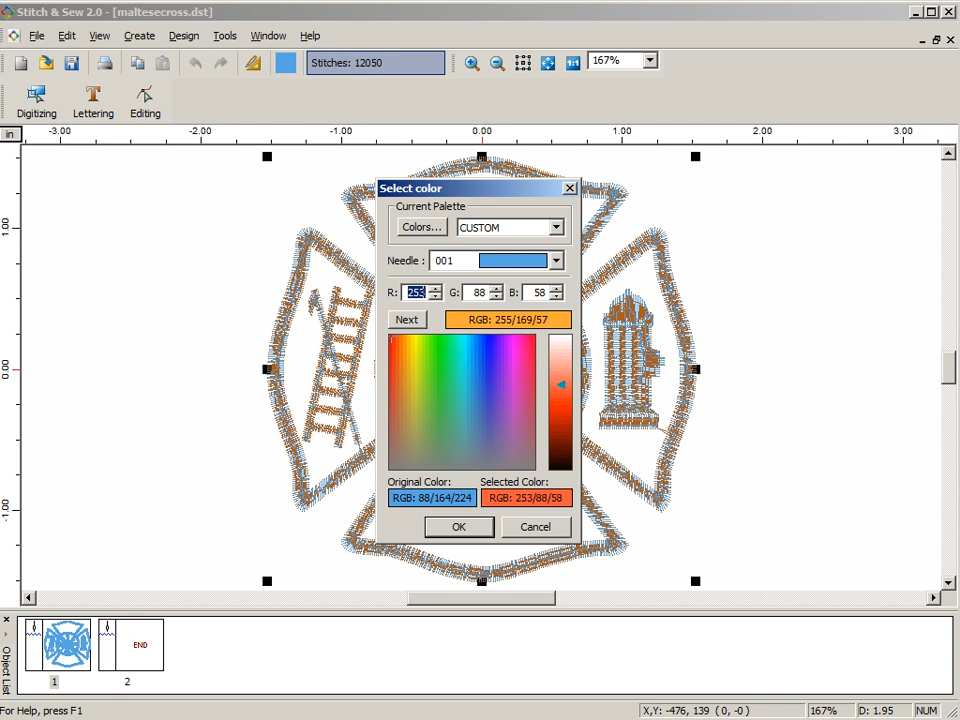 Stitch & Sew 2.0 - [maltesecross.dst]
File Edit View Create Design Tools Window Help
Stitches: 12050 167%
Digitizing Lettering Editing
in -3.00 -2.00 -1.00 0.00 1.00 2.00 3.00
1.00
0.00
-1.00
Select color
Current Palette
Colors... CUSTOM
Needle : 001
R: 253 G: 88 B: 58
Next RGB: 255/169/57
Original Color: Selected Color:
RGB: 88/164/224 RGB: 253/88/58
OK Cancel
Object List
END
1 2
For Help, press F1 X,Y: -476, 139 ( 0, -0 ) 167% D: 1.95 NUM